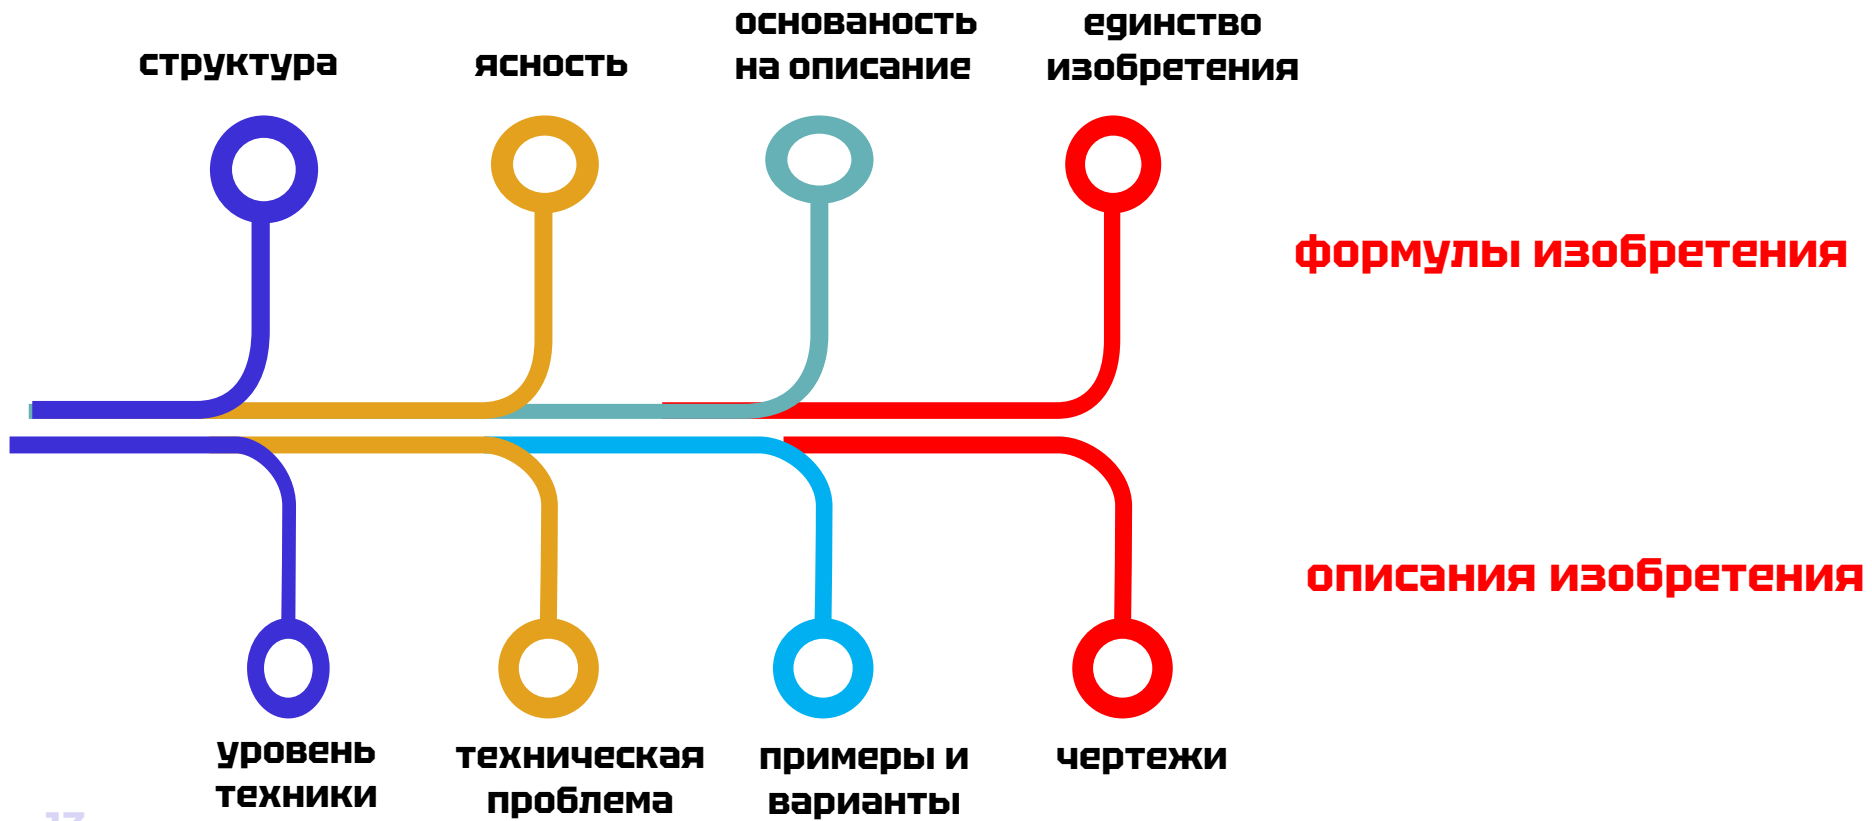 структура
ясность
основаность
на описание
единство
изобретения
формулы изобретения
описания изобретения
уровень
техники
техническая
проблема
примеры и
варианты
чертежи